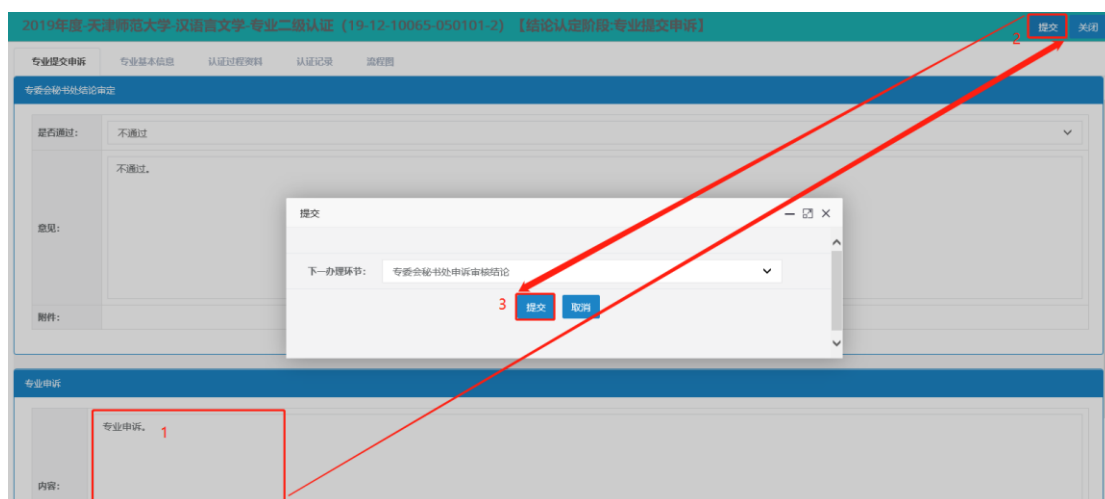 2019年度-天津师范大学-汉语言文学-专业二级认证（19-12-10065-050101-2）【结论认定阶段:专业提交申诉】
2 提交 关闭
专业提交申诉 专业基本信息 认证过程资料 认证记录 流程图
专委会秘书处结论审定
是否通过： 不通过
不通过。
意见：
提交
下一办理环节： 专委会秘书处申诉审核结论
3 提交 取消
附件：
专业申诉
专业申诉。 1
内容：